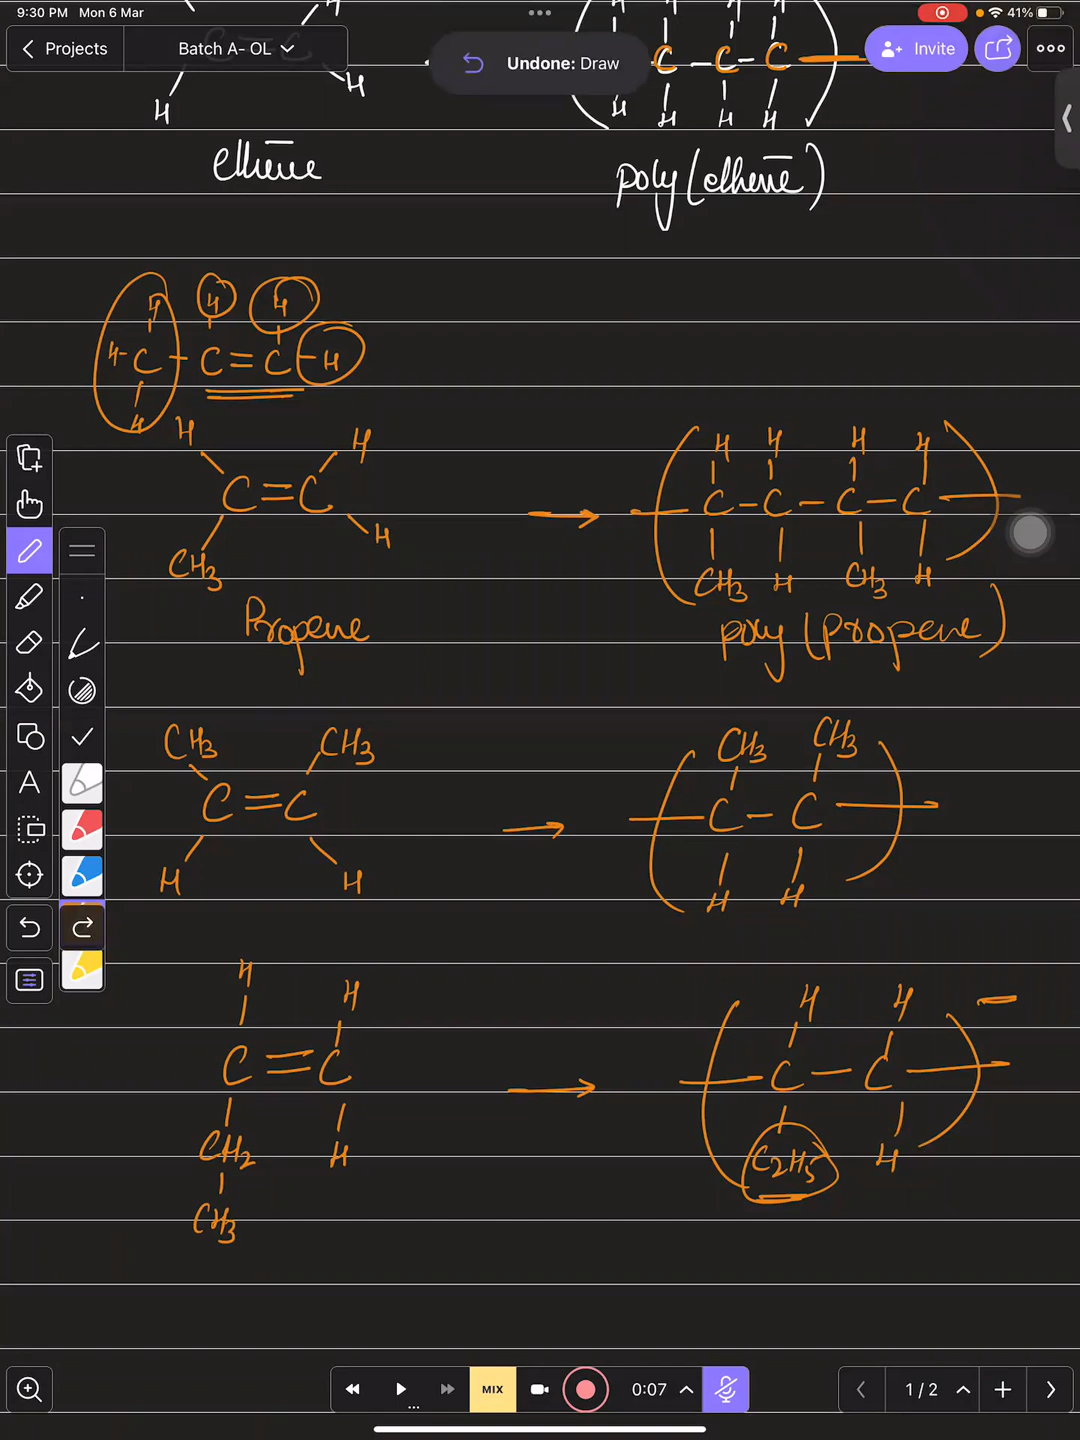 9:30 PM Mon 6 Mar
41%
Projects
Batch A- OL
Undone: Draw
Invite
C - C - C
H H H H H H
ethene
poly(ethene)
H H H
H - C - C = C - H
H
H H
C = C
CH3 H
Propene
H H H H
C - C - C - C
CH3 H CH3 H
poly(propene)
CH3 CH3
C = C
H H
CH3 CH3
C - C
H H
H H
C = C
CH2 H
CH3
H H
C - C
C2H5 H
A
MIX
0:07
1 / 2